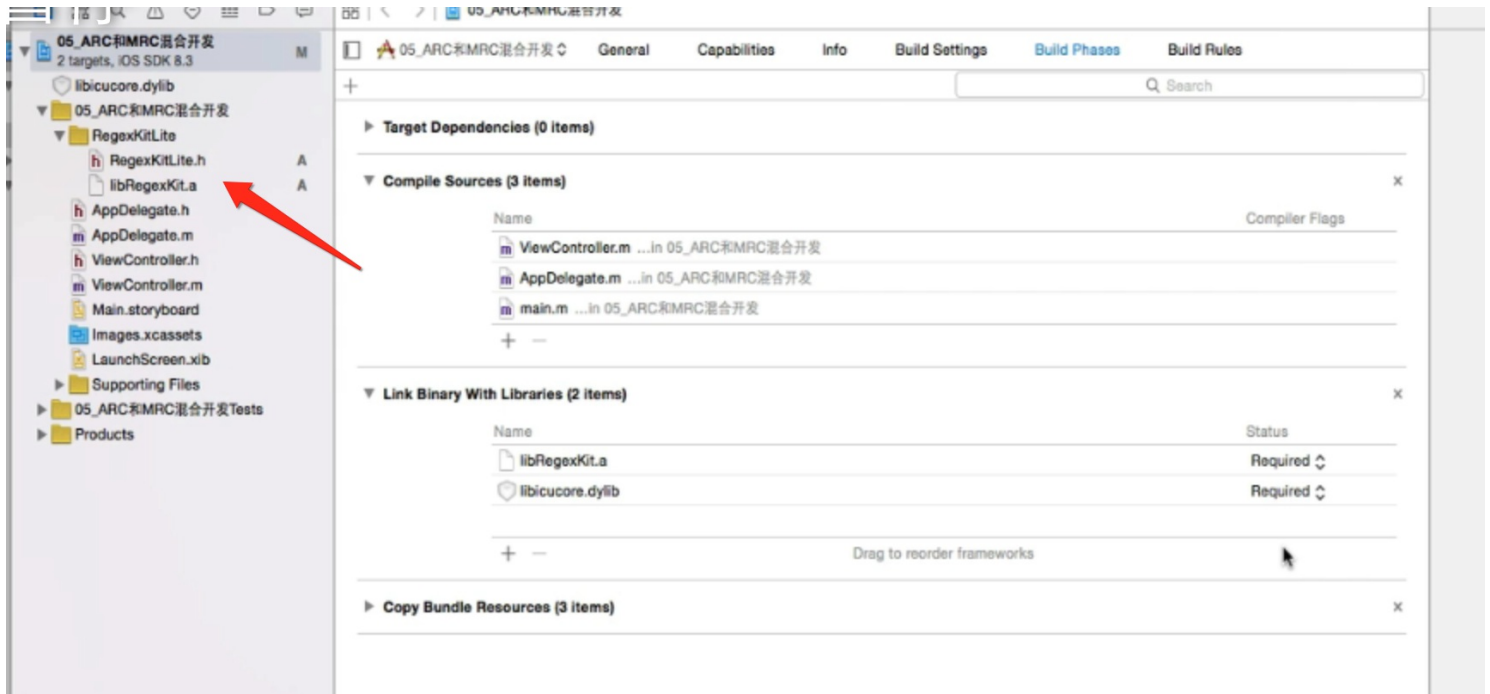 05_ARC和MRC混合开发
05_ARC和MRC混合开发
2 targets, iOS SDK 8.3
M
libicucore.dylib
05_ARC和MRC混合开发
RegexKitLite
RegexKitLite.h
A
libRegexKit.a
A
AppDelegate.h
AppDelegate.m
ViewController.h
ViewController.m
Main.storyboard
Images.xcassets
LaunchScreen.xib
Supporting Files
05_ARC和MRC混合开发Tests
Products
05_ARC和MRC混合开发 General Capabilities Info Build Settings Build Phases Build Rules
Search
Target Dependencies (0 items)
Compile Sources (3 items)
Name Compiler Flags
ViewController.m ...in 05_ARC和MRC混合开发
AppDelegate.m ...in 05_ARC和MRC混合开发
main.m ...in 05_ARC和MRC混合开发
Link Binary With Libraries (2 items)
Name Status
libRegexKit.a Required
libicucore.dylib Required
Drag to reorder frameworks
Copy Bundle Resources (3 items)